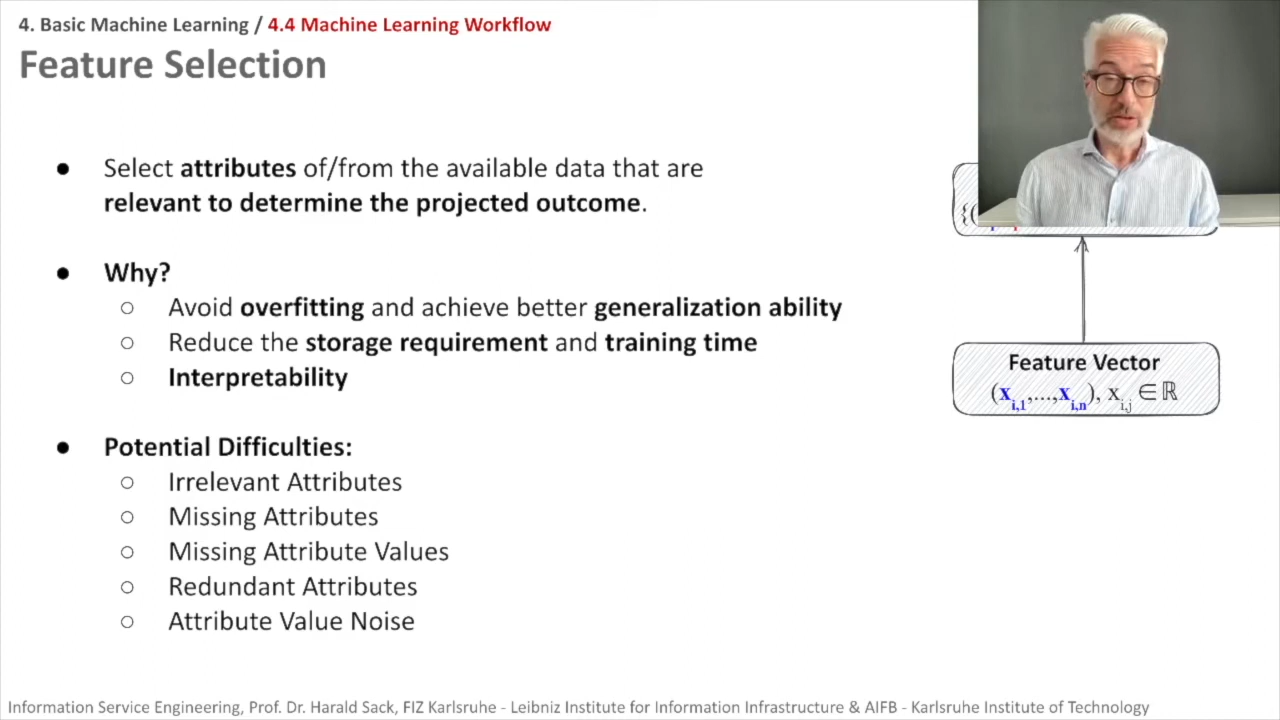 4. Basic Machine Learning / 4.4 Machine Learning Workflow
Feature Selection
● Select attributes of/from the available data that are
relevant to determine the projected outcome.
● Why?
○ Avoid overfitting and achieve better generalization ability
○ Reduce the storage requirement and training time
○ Interpretability
● Potential Difficulties:
○ Irrelevant Attributes
○ Missing Attributes
○ Missing Attribute Values
○ Redundant Attributes
○ Attribute Value Noise
{(
Feature Vector
(x_{i,1},...,x_{i,n}), x_{i,j} ∈ ℝ
Information Service Engineering, Prof. Dr. Harald Sack, FIZ Karlsruhe - Leibniz Institute for Information Infrastructure & AIFB - Karlsruhe Institute of Technology